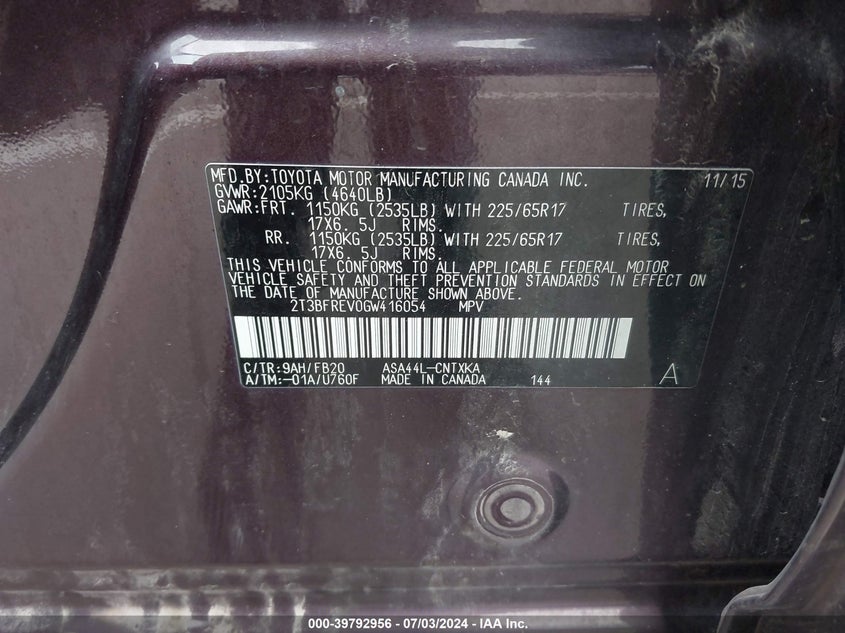 MFD.BY:TOYOTA MOTOR MANUFACTURING CANADA INC. 11/15
GVWR:2105KG (4640LB)
GAWR:FRT. 1150KG (2535LB) WITH 225/65R17 TIRES,
17X6. 5J RIMS.
RR. 1150KG (2535LB) WITH 225/65R17 TIRES,
17X6. 5J RIMS.
THIS VEHICLE CONFORMS TO ALL APPLICABLE FEDERAL MOTOR
VEHICLE SAFETY AND THEFT PREVENTION STANDARDS IN EFFECT ON
THE DATE OF MANUFACTURE SHOWN ABOVE.
2T3BFREV0GW416054 MPV
C/TR:9AH/FB20 ASA44L-CNTXKA
A/TM:-01A/U760F MADE IN CANADA 144 A
000-39792956 - 07/03/2024 - IAA Inc.